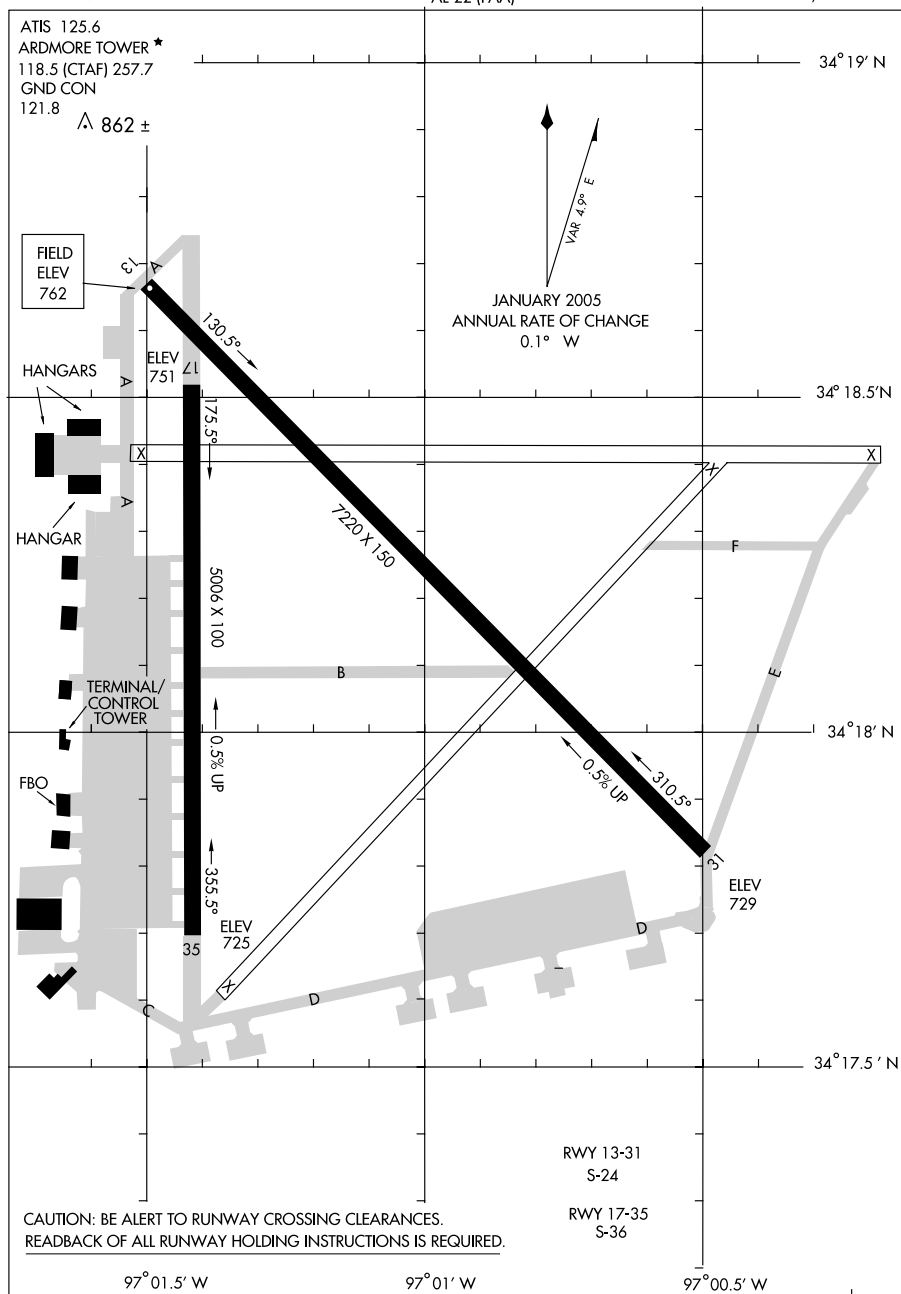 AL-22 (FAA)
ATIS 125.6
ARDMORE TOWER ★
118.5 (CTAF) 257.7
GND CON
121.8
862 ±
34°19' N
VAR 4.9° E
JANUARY 2005
ANNUAL RATE OF CHANGE
0.1° W
FIELD
ELEV
762
13
A
130.5°
HANGARS
A
ELEV
751
17
34°18.5'N
175.5°
X
X
X
A
HANGAR
7220 X 150
F
5006 X 100
B
E
TERMINAL/
CONTROL
TOWER
34°18' N
0.5% UP
0.5% UP
310.5°
FBO
31
355.5°
ELEV
729
ELEV
725
35
D
X
D
C
34°17.5' N
RWY 13-31
S-24
RWY 17-35
S-36
CAUTION: BE ALERT TO RUNWAY CROSSING CLEARANCES.
READBACK OF ALL RUNWAY HOLDING INSTRUCTIONS IS REQUIRED.
97°01.5' W
97°01' W
97°00.5' W